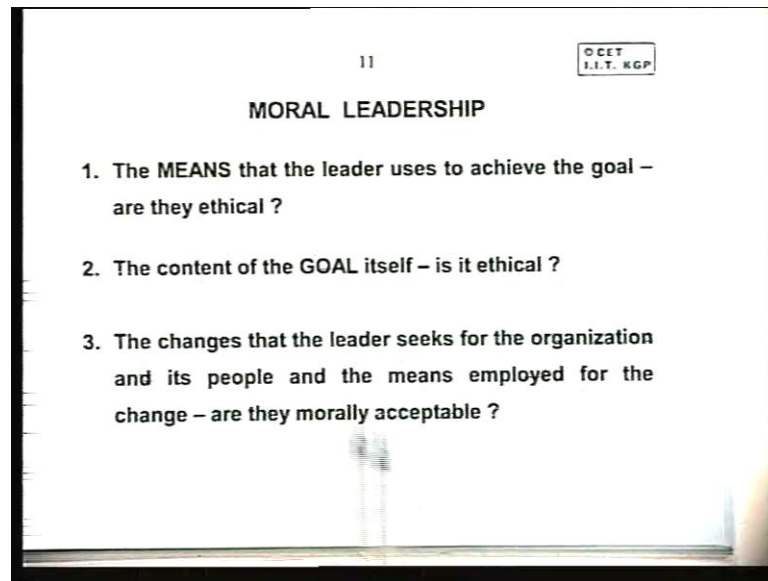 11
© CET
I.I.T. KGP
MORAL LEADERSHIP
1. The MEANS that the leader uses to achieve the goal –
are they ethical ?
2. The content of the GOAL itself – is it ethical ?
3. The changes that the leader seeks for the organization
and its people and the means employed for the
change – are they morally acceptable ?